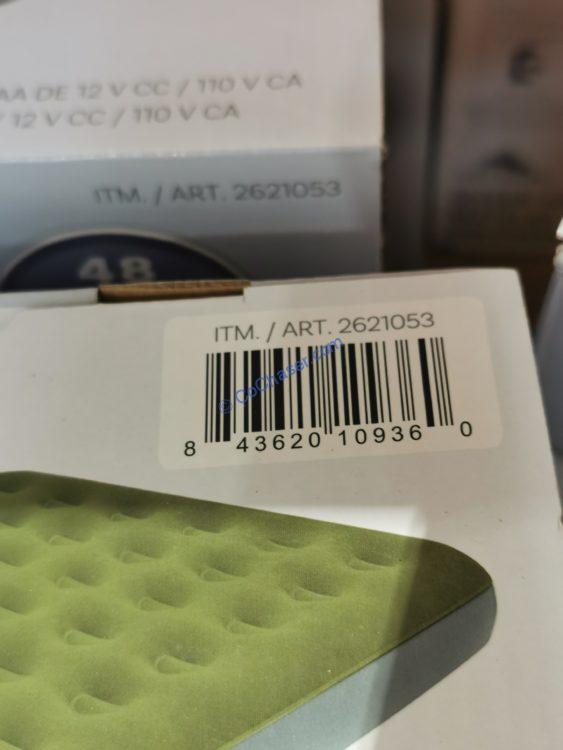 AA DE 12 V CC / 110 V CA
/ 12 V CC / 110 V CA
ITM. / ART. 2621053
48
ITM. / ART. 2621053
© CoChaser.com
8 43620 10936 0